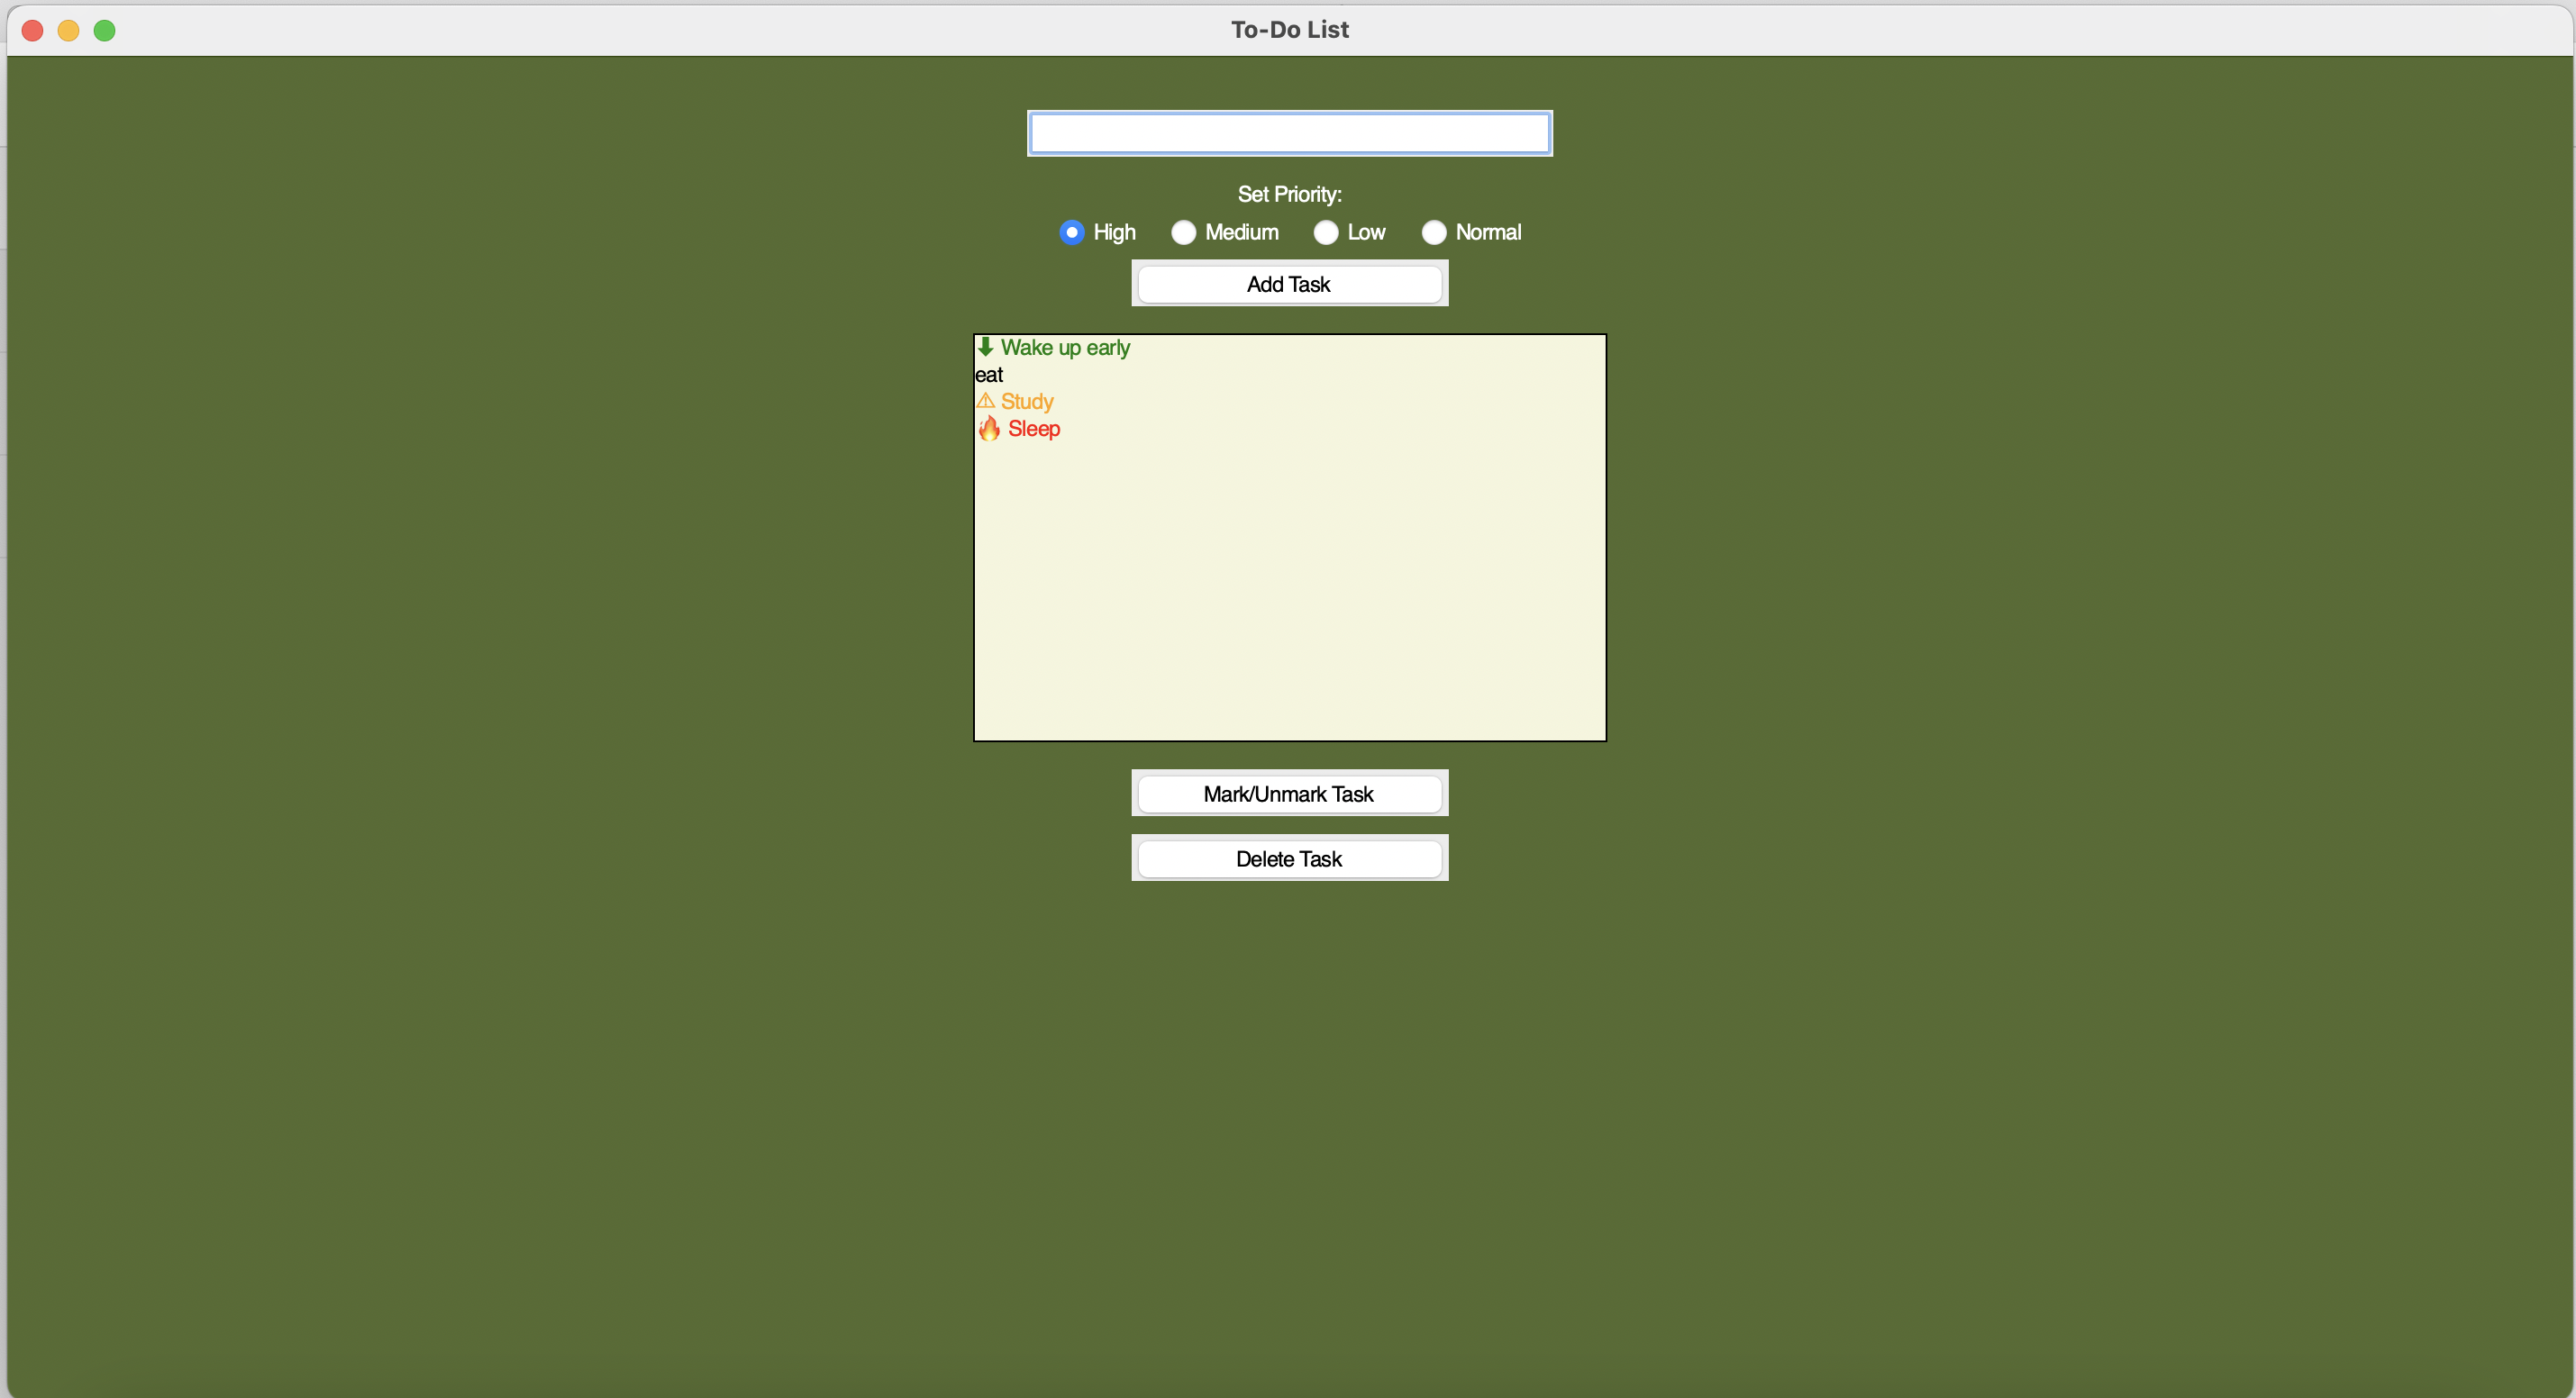 To-Do List
Set Priority:
High Medium Low Normal
Add Task
⬇ Wake up early
eat
⚠ Study
🔥 Sleep
Mark/Unmark Task
Delete Task